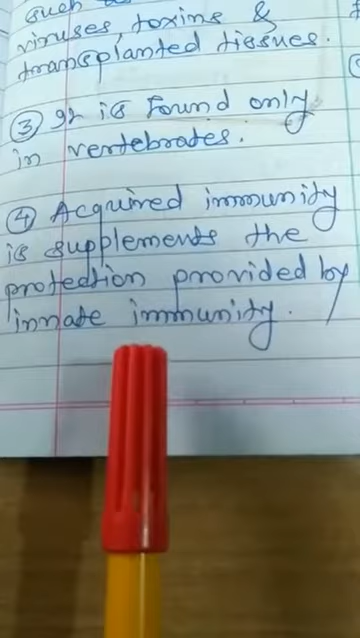 such
viruses, toxins &
transplanted tissues.
③ It is found only
in vertebrates.
④ Acquired immunity
is supplements the
protection provided by
innate immunity.